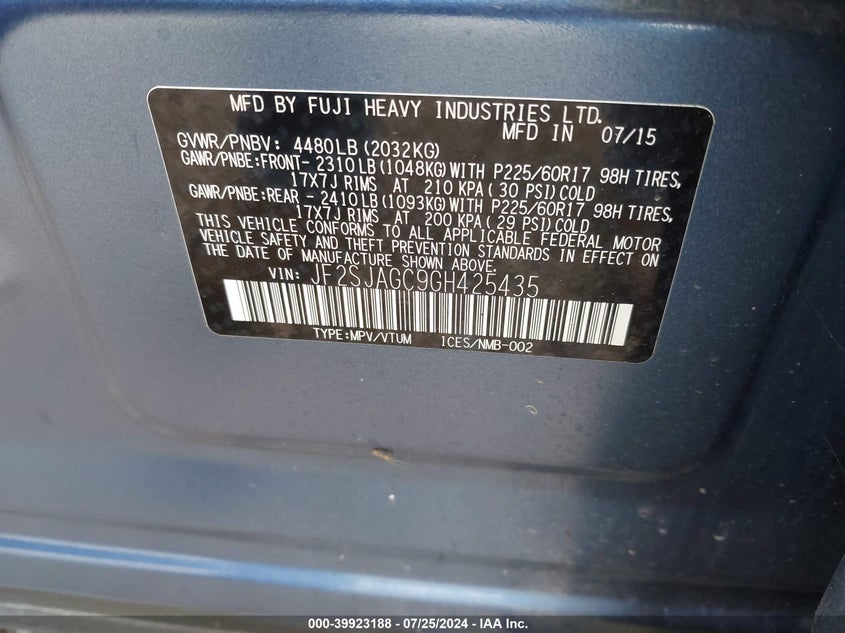 MFD BY FUJI HEAVY INDUSTRIES LTD.
MFD IN 07/15
GVWR/PNBV: 4480LB(2032KG)
GAWR/PNBE:FRONT-2310LB(1048KG)WITH P225/60R17 98H TIRES,
17X7J RIMS AT 210 KPA(30 PSI)COLD
GAWR/PNBE:REAR -2410LB(1093KG)WITH P225/60R17 98H TIRES,
17X7J RIMS AT 200 KPA(29 PSI)COLD
THIS VEHICLE CONFORMS TO ALL APPLICABLE FEDERAL MOTOR
VEHICLE SAFETY AND THEFT PREVENTION STANDARDS IN EFFECT ON
THE DATE OF MANUFACTURE SHOWN ABOVE.
VIN: JF2SJAGC9GH425435
TYPE:MPV/VTUM ICES/NMB-002
000-39923188 - 07/25/2024 - IAA Inc.